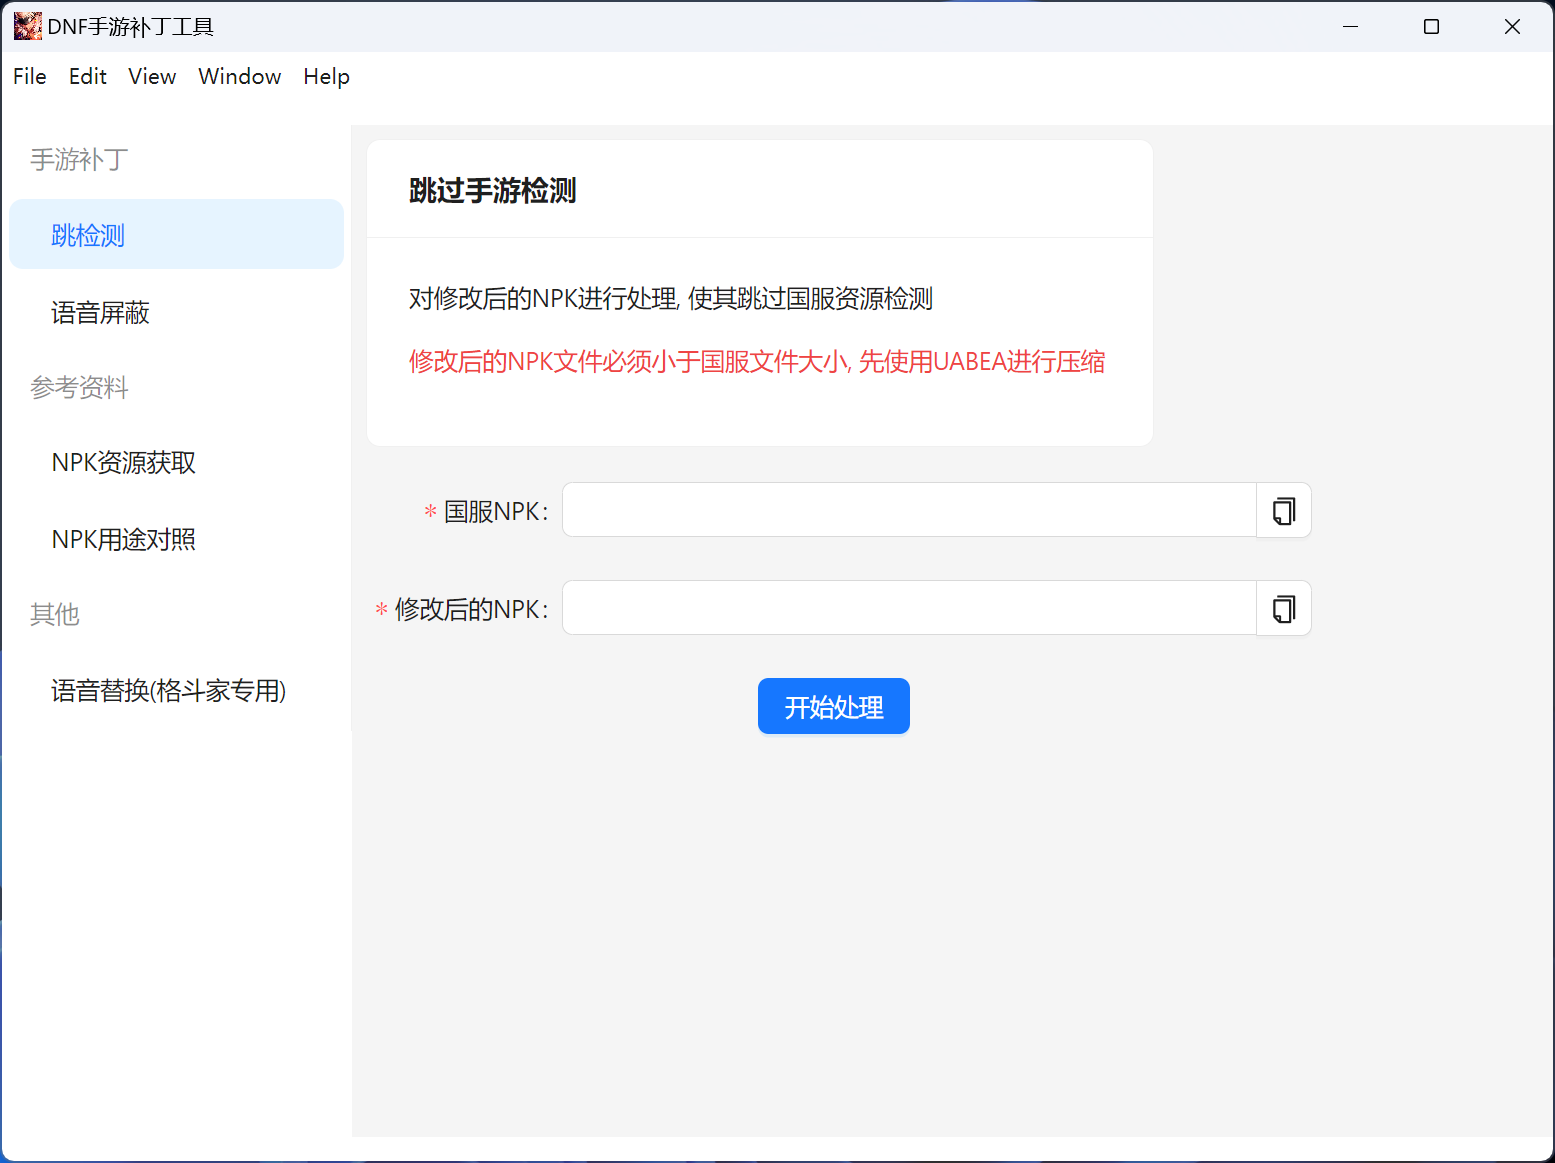 DNF手游补丁工具
File Edit View Window Help
手游补丁
跳检测
语音屏蔽
参考资料
NPK资源获取
NPK用途对照
其他
语音替换(格斗家专用)
跳过手游检测
对修改后的NPK进行处理, 使其跳过国服资源检测
修改后的NPK文件必须小于国服文件大小, 先使用UABEA进行压缩
* 国服NPK:
* 修改后的NPK:
开始处理